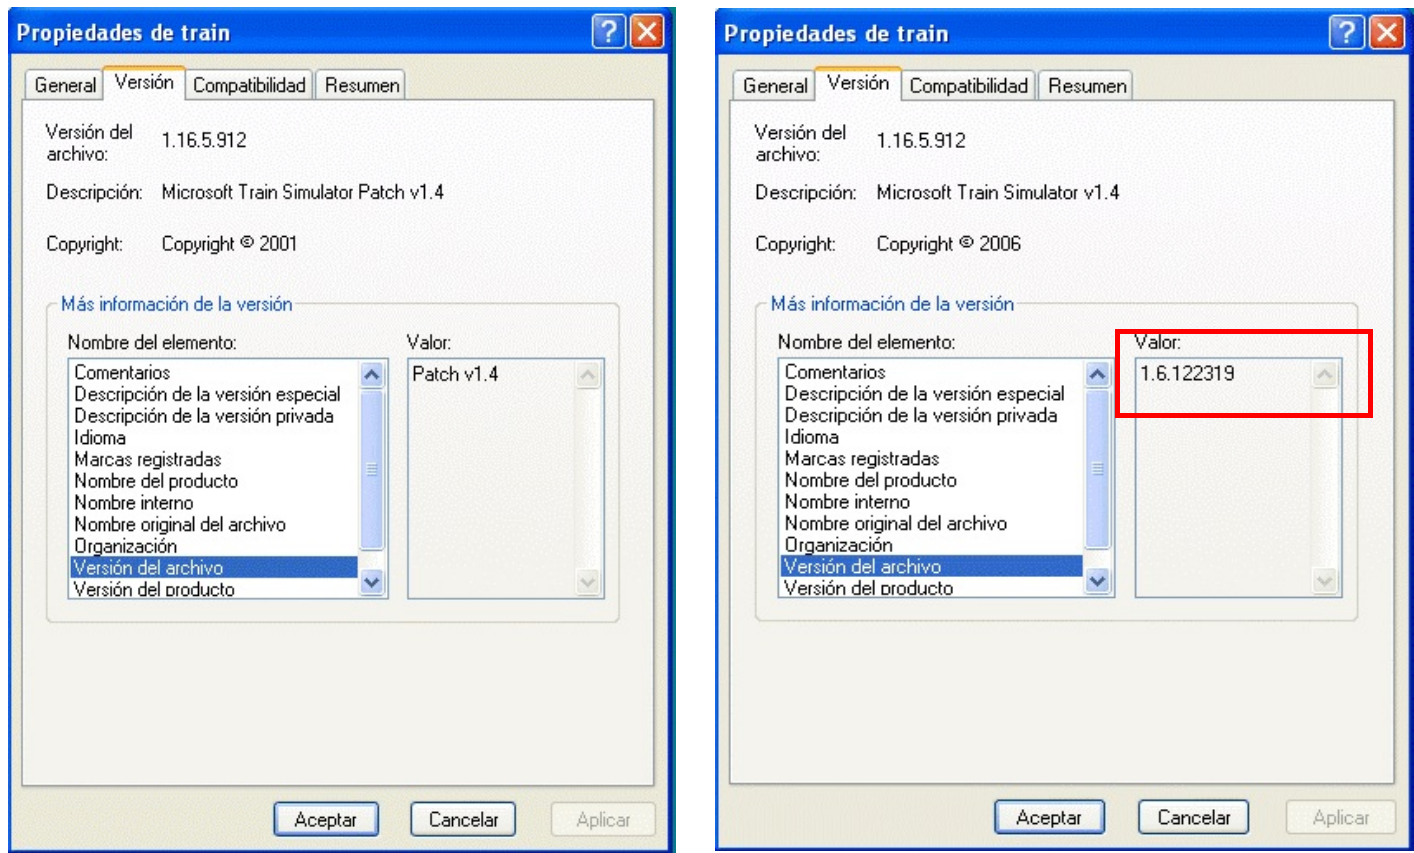 Propiedades de train
General Versión Compatibilidad Resumen
Versión del
archivo: 1.16.5.912
Descripción: Microsoft Train Simulator Patch v1.4
Copyright: Copyright © 2001
Más información de la versión
Nombre del elemento: Valor:
Comentarios Patch v1.4
Descripción de la versión especial
Descripción de la versión privada
Idioma
Marcas registradas
Nombre del producto
Nombre interno
Nombre original del archivo
Organización
Versión del archivo
Versión del producto
Aceptar Cancelar Aplicar
Propiedades de train
General Versión Compatibilidad Resumen
Versión del
archivo: 1.16.5.912
Descripción: Microsoft Train Simulator v1.4
Copyright: Copyright © 2006
Más información de la versión
Nombre del elemento: Valor:
Comentarios 1.6.122319
Descripción de la versión especial
Descripción de la versión privada
Idioma
Marcas registradas
Nombre del producto
Nombre interno
Nombre original del archivo
Organización
Versión del archivo
Versión del producto
Aceptar Cancelar Aplicar